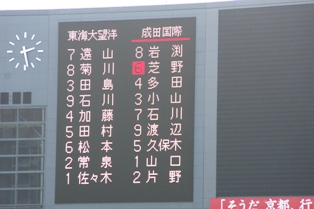 東海大望洋 成田国際
7 遠山 8 岩渕
8 菊川 6 芝野
3 田島 4 多田
9 石川 3 小山
4 加藤 7 石川
5 田村 9 渡辺
6 松本 5 久保木
2 常泉 1 山口
1 佐々木 2 片野
「そうだ 京都、行